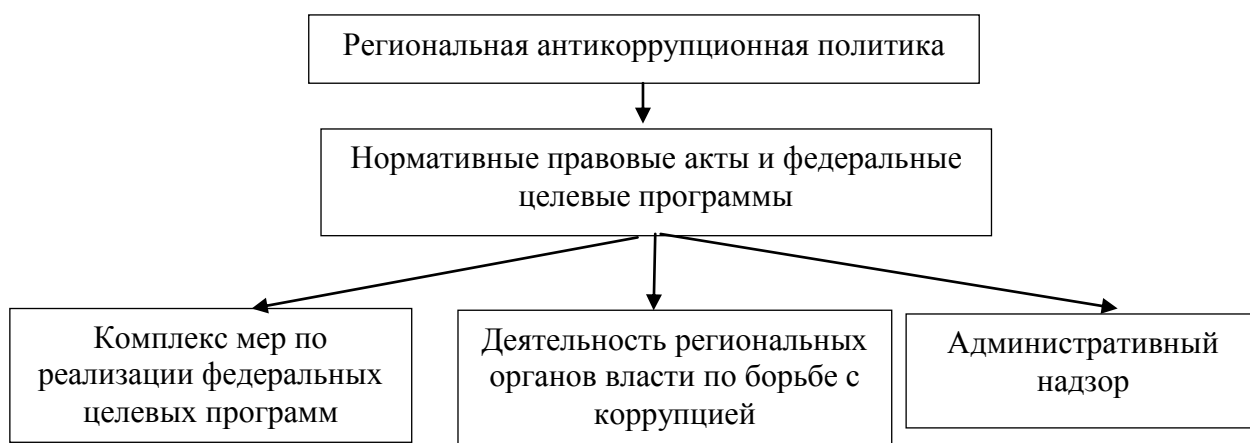 Региональная антикоррупционная политика
Нормативные правовые акты и федеральные
целевые программы
Комплекс мер по
реализации федеральных
целевых программ
Деятельность региональных
органов власти по борьбе с
коррупцией
Административный
надзор